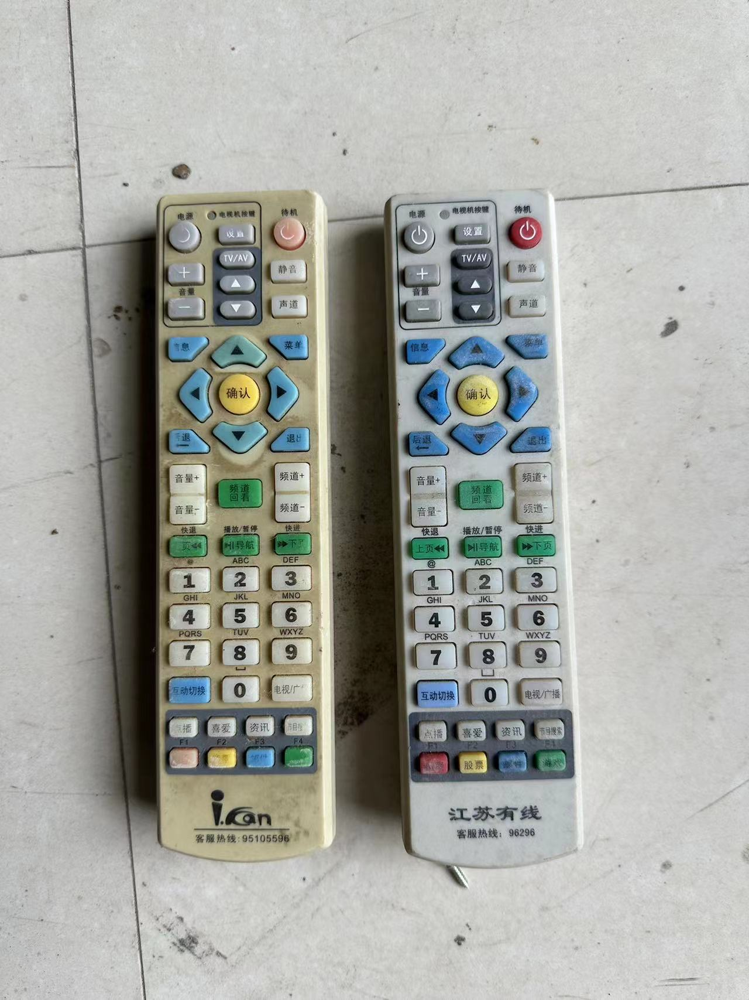 电源
电视机按键
待机
设置
TV/AV
静音
+
音量
声道
-
信息
菜单
确认
后退
退出
音量+
频道+
频道
回看
音量-
频道-
快退
播放/暂停
快进
页
导航
下页
@
ABC
DEF
1
2
3
GHI
JKL
MNO
4
5
6
PQRS
TUV
WXYZ
7
8
9
互动切换
0
电视/广
点播
喜爱
资讯
节目搜
F1
F2
F3
F4
i.Can
客服热线:95105596
电源
电视机按键
待机
设置
TV/AV
静音
+
音量
声道
-
信息
菜单
确认
后退
退出
音量+
频道+
频道
回看
音量-
频道-
快退
播放/暂停
快进
上页
导航
下页
@
ABC
DEF
1
2
3
GHI
JKL
MNO
4
5
6
PQRS
TUV
WXYZ
7
8
9
互动切换
0
电视/广播
点播
喜爱
资讯
节目搜索
F1
F2
F3
F4
股票
邮件
游戏
江苏有线
客服热线：96296